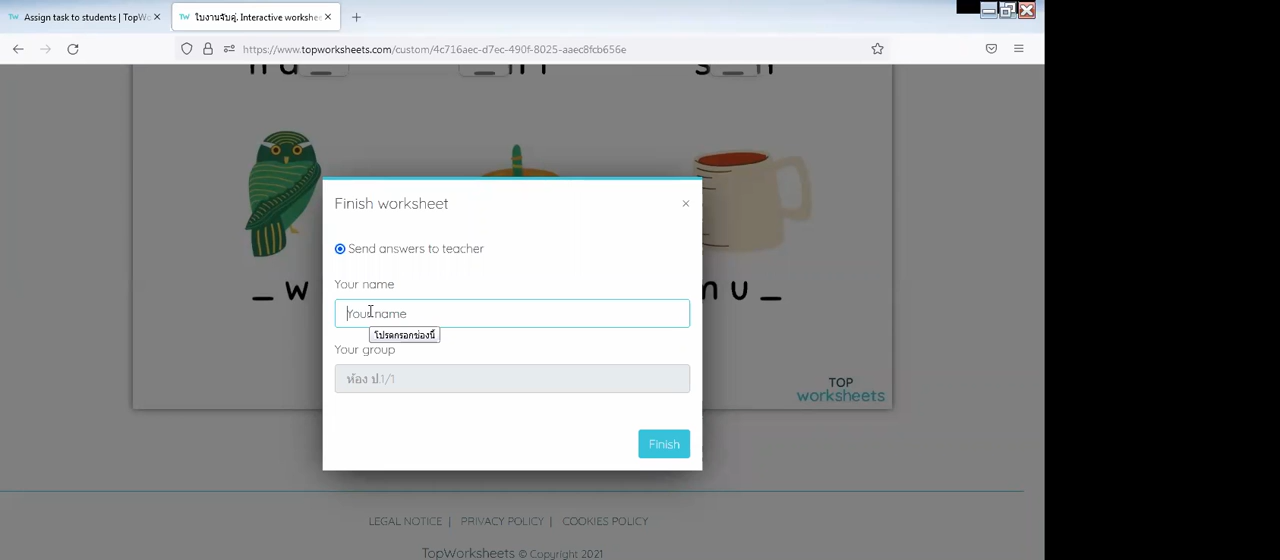 Assign task to students | TopWo
ใบงานจับคู่. Interactive workshee
https://www.topworksheets.com/custom/4c716aec-d7ec-490f-8025-aaec8fcb656e
Finish worksheet
Send answers to teacher
Your name
Your name
โปรดกรอกช่องนี้
Your group
ห้อง ป.1/1
Finish
_ w
m u _
TOP
worksheets
LEGAL NOTICE | PRIVACY POLICY | COOKIES POLICY
TopWorksheets © Copyright 2021